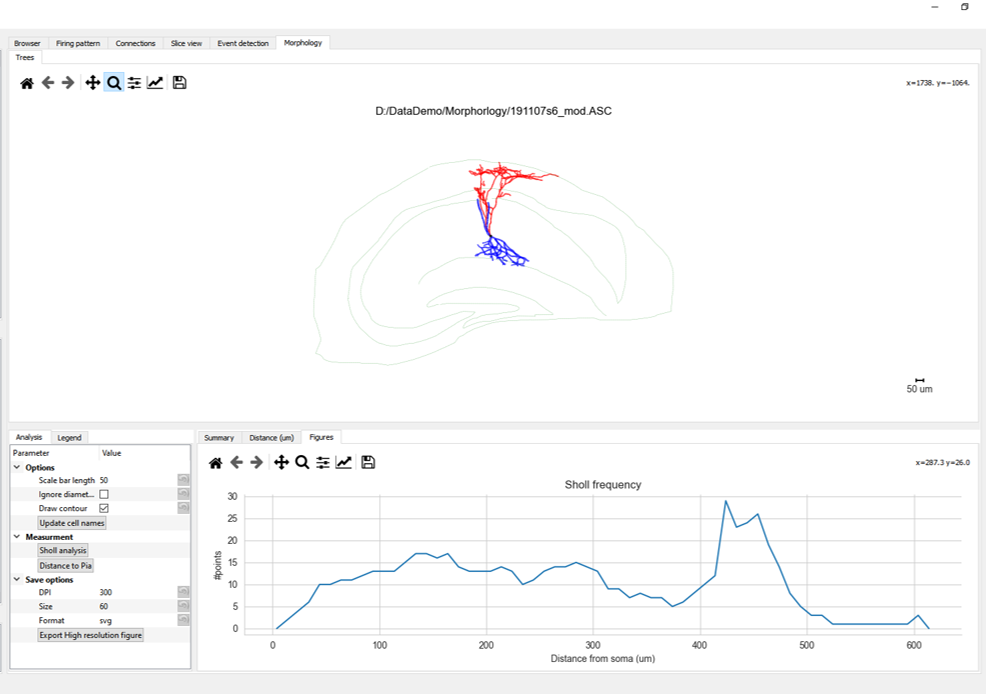 Browser Firing pattern Connections Slice view Event detection Morphology
Trees
x=1738. y=−1064.
D:/DataDemo/Morphorlogy/191107s6_mod.ASC
50 um
Analysis Legend
Parameter Value
Options
Scale bar length 50
Ignore diamet...
Draw contour
Update cell names
Measurment
Sholl analysis
Distance to Pia
Save options
DPI 300
Size 60
Format svg
Export High resolution figure
Summary Distance (um) Figures
x=287.3 y=26.0
Sholl frequency
30
25
20
15
10
5
0
#points
0 100 200 300 400 500 600
Distance from soma (um)